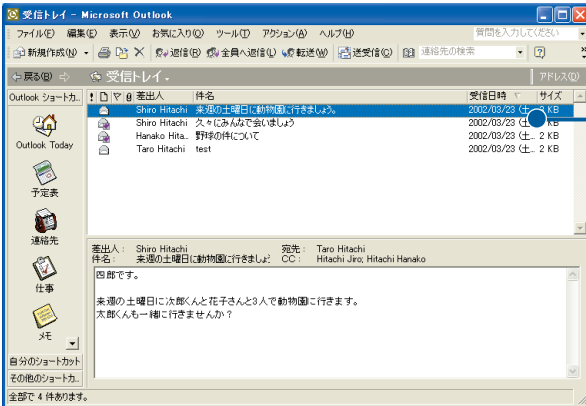 受信トレイ - Microsoft Outlook
ファイル(F) 編集(E) 表示(V) お気に入り(O) ツール(T) アクション(A) ヘルプ(H) 質問を入力してください
新規作成(N) 返信(R) 全員へ返信(L) 転送(W) 送受信(C) 連絡先の検索
戻る(B) 受信トレイ. アドレス(D)
Outlook ショートカ... ! 差出人 件名 受信日時 サイズ
Shiro Hitachi 来週の土曜日に動物園に行きましょう。 2002/03/23 (土... KB
Shiro Hitachi 久々にみんなで会いましょう 2002/03/23 (土... KB
Hanako Hita... 野球の件について 2002/03/23 (土... 2 KB
Taro Hitachi test 2002/03/23 (土... 2 KB
Outlook Today
予定表
連絡先
仕事
メモ
自分のショートカット
その他のショートカ...
差出人: Shiro Hitachi 宛先: Taro Hitachi
件名: 来週の土曜日に動物園に行きましょ CC: Hitachi Jiro; Hitachi Hanako
四郎です。
来週の土曜日に次郎くんと花子さんと3人で動物園に行きます。
太郎くんも一緒に行きませんか?
全部で 4 件あります。